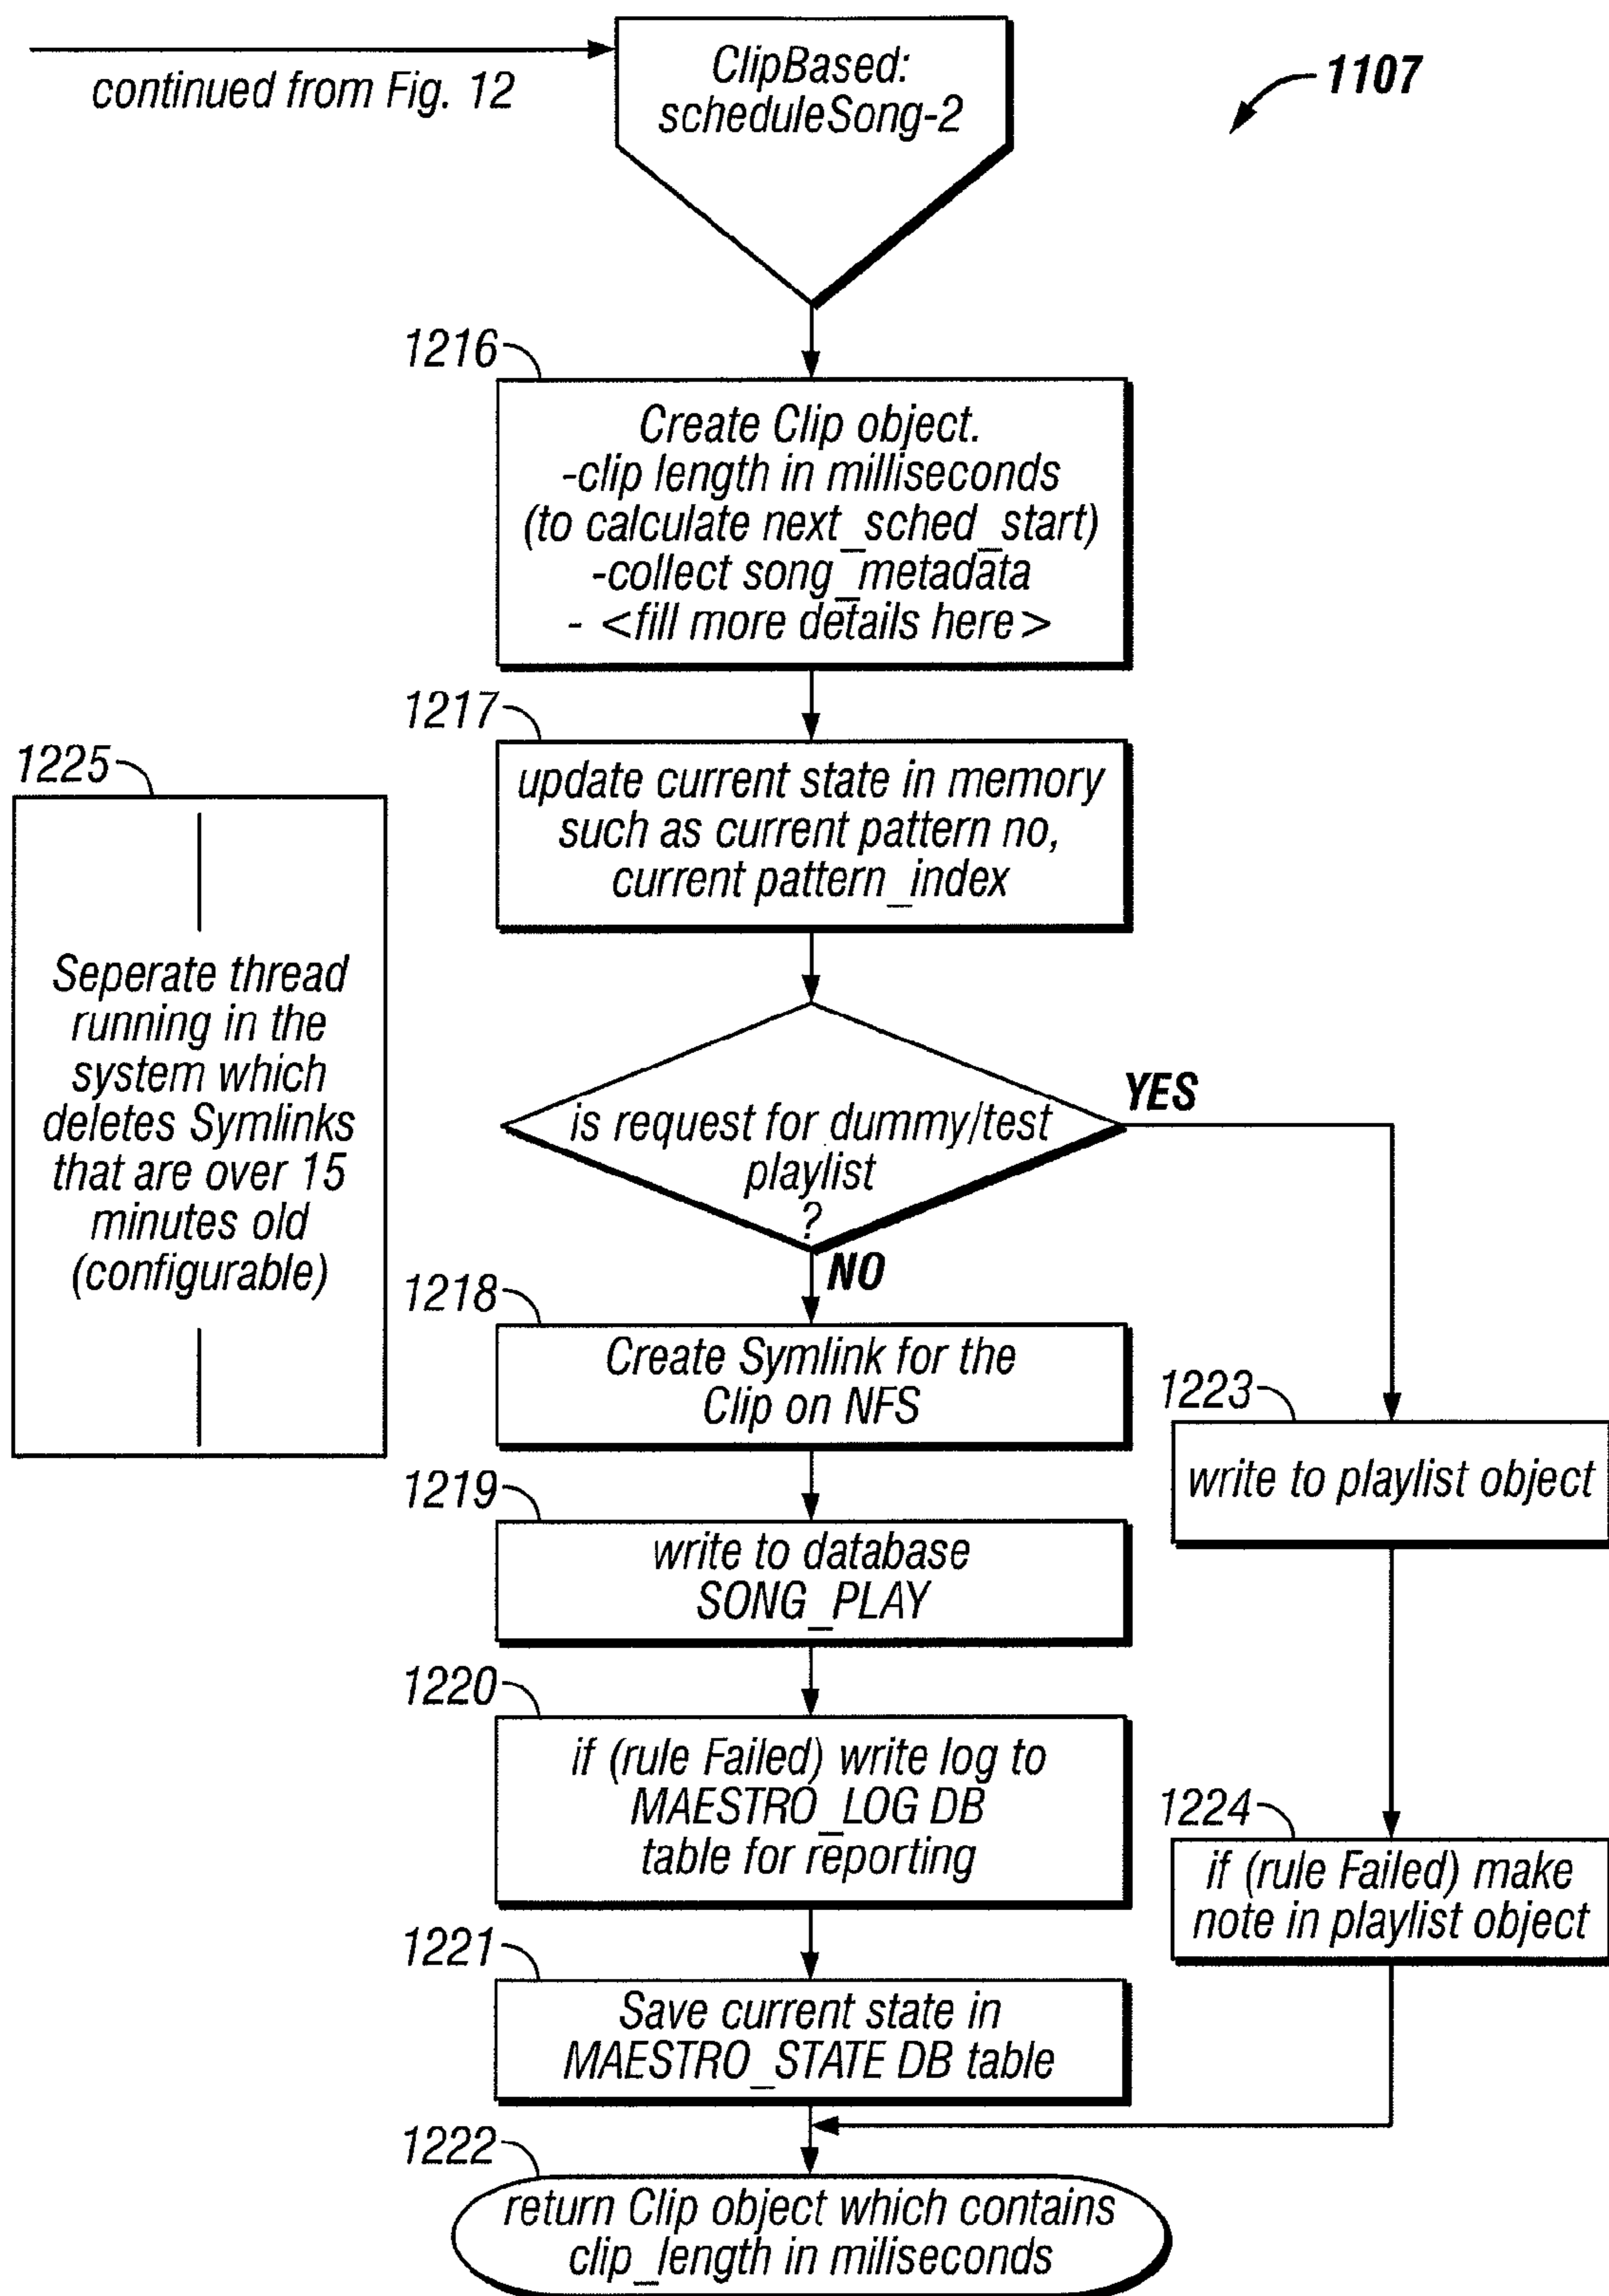 continued from Fig. 12
ClipBased:
scheduleSong-2
1107
1216
Create Clip object.
-clip length in milliseconds
(to calculate next_sched_start)
-collect song_metadata
- <fill more details here>
1217
update current state in memory
such as current pattern no,
current pattern_index
1225
Seperate thread
running in the
system which
deletes Symlinks
that are over 15
minutes old
(configurable)
is request for dummy/test
playlist
?
YES
NO
1218
Create Symlink for the
Clip on NFS
1223
write to playlist object
1219
write to database
SONG_PLAY
1220
if (rule Failed) write log to
MAESTRO_LOG DB
table for reporting
1224
if (rule Failed) make
note in playlist object
1221
Save current state in
MAESTRO_STATE DB table
1222
return Clip object which contains
clip_length in miliseconds